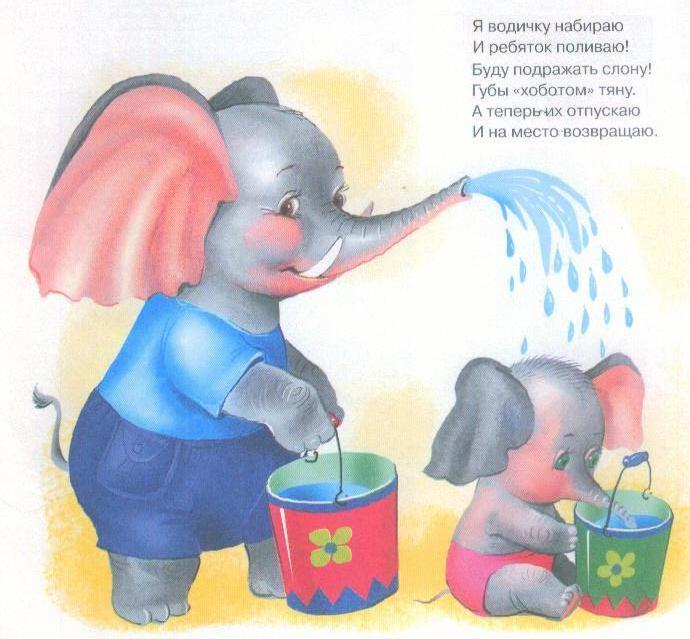 Я водичку набираю
И ребяток поливаю!
Буду подражать слону!
Губы «хоботом» тяну.
А теперь их отпускаю
И на место возвращаю.